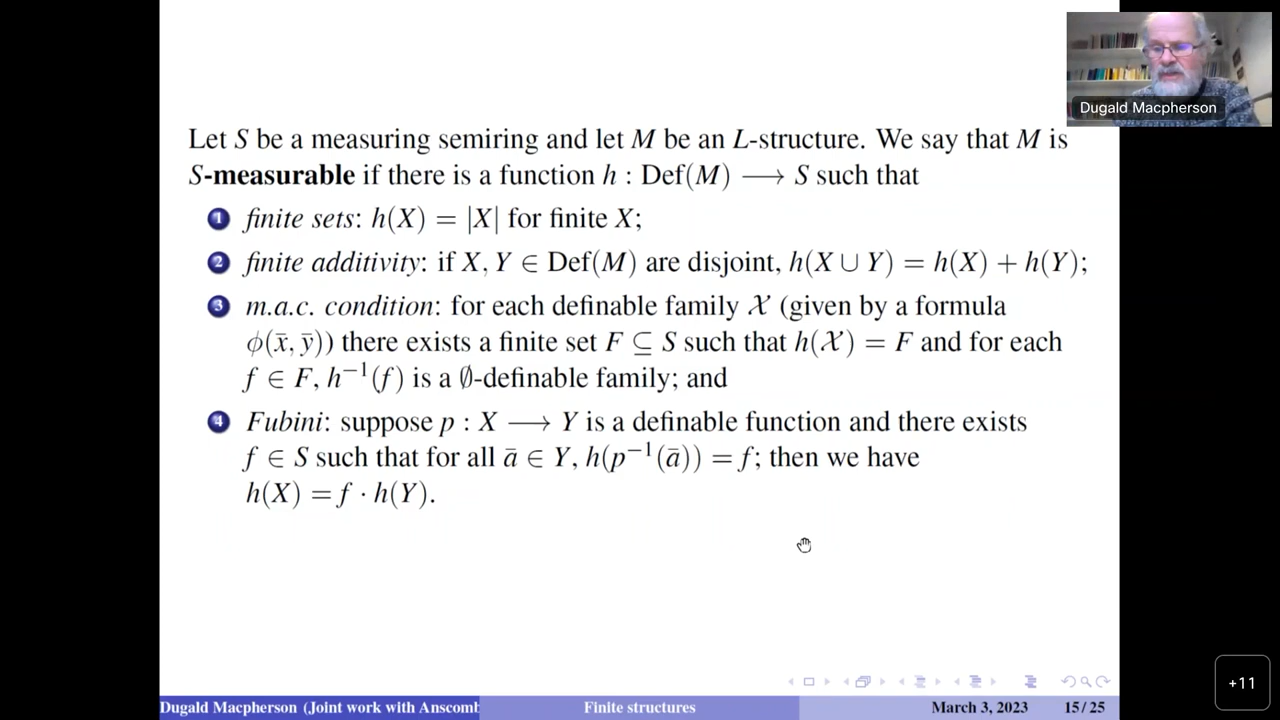 Dugald Macpherson
Let S be a measuring semiring and let M be an L-structure. We say that M is
S-measurable if there is a function h : Def(M) ⟶ S such that
1 finite sets: h(X) = |X| for finite X;
2 finite additivity: if X, Y ∈ Def(M) are disjoint, h(X ∪ Y) = h(X) + h(Y);
3 m.a.c. condition: for each definable family 𝒳 (given by a formula
ϕ(x̄, ȳ)) there exists a finite set F ⊆ S such that h(𝒳) = F and for each
f ∈ F, h⁻¹(f) is a ∅-definable family; and
4 Fubini: suppose p : X ⟶ Y is a definable function and there exists
f ∈ S such that for all ā ∈ Y, h(p⁻¹(ā)) = f; then we have
h(X) = f · h(Y).
+11
Dugald Macpherson (Joint work with Anscomb
Finite structures
March 3, 2023
15 / 25